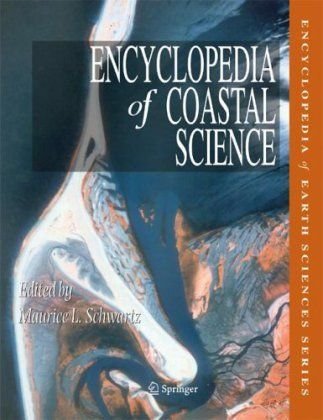 ENCYCLOPEDIA
of COASTAL
SCIENCE
Edited by
Maurice L. Schwartz
Springer
ENCYCLOPEDIA of EARTH SCIENCES SERIES